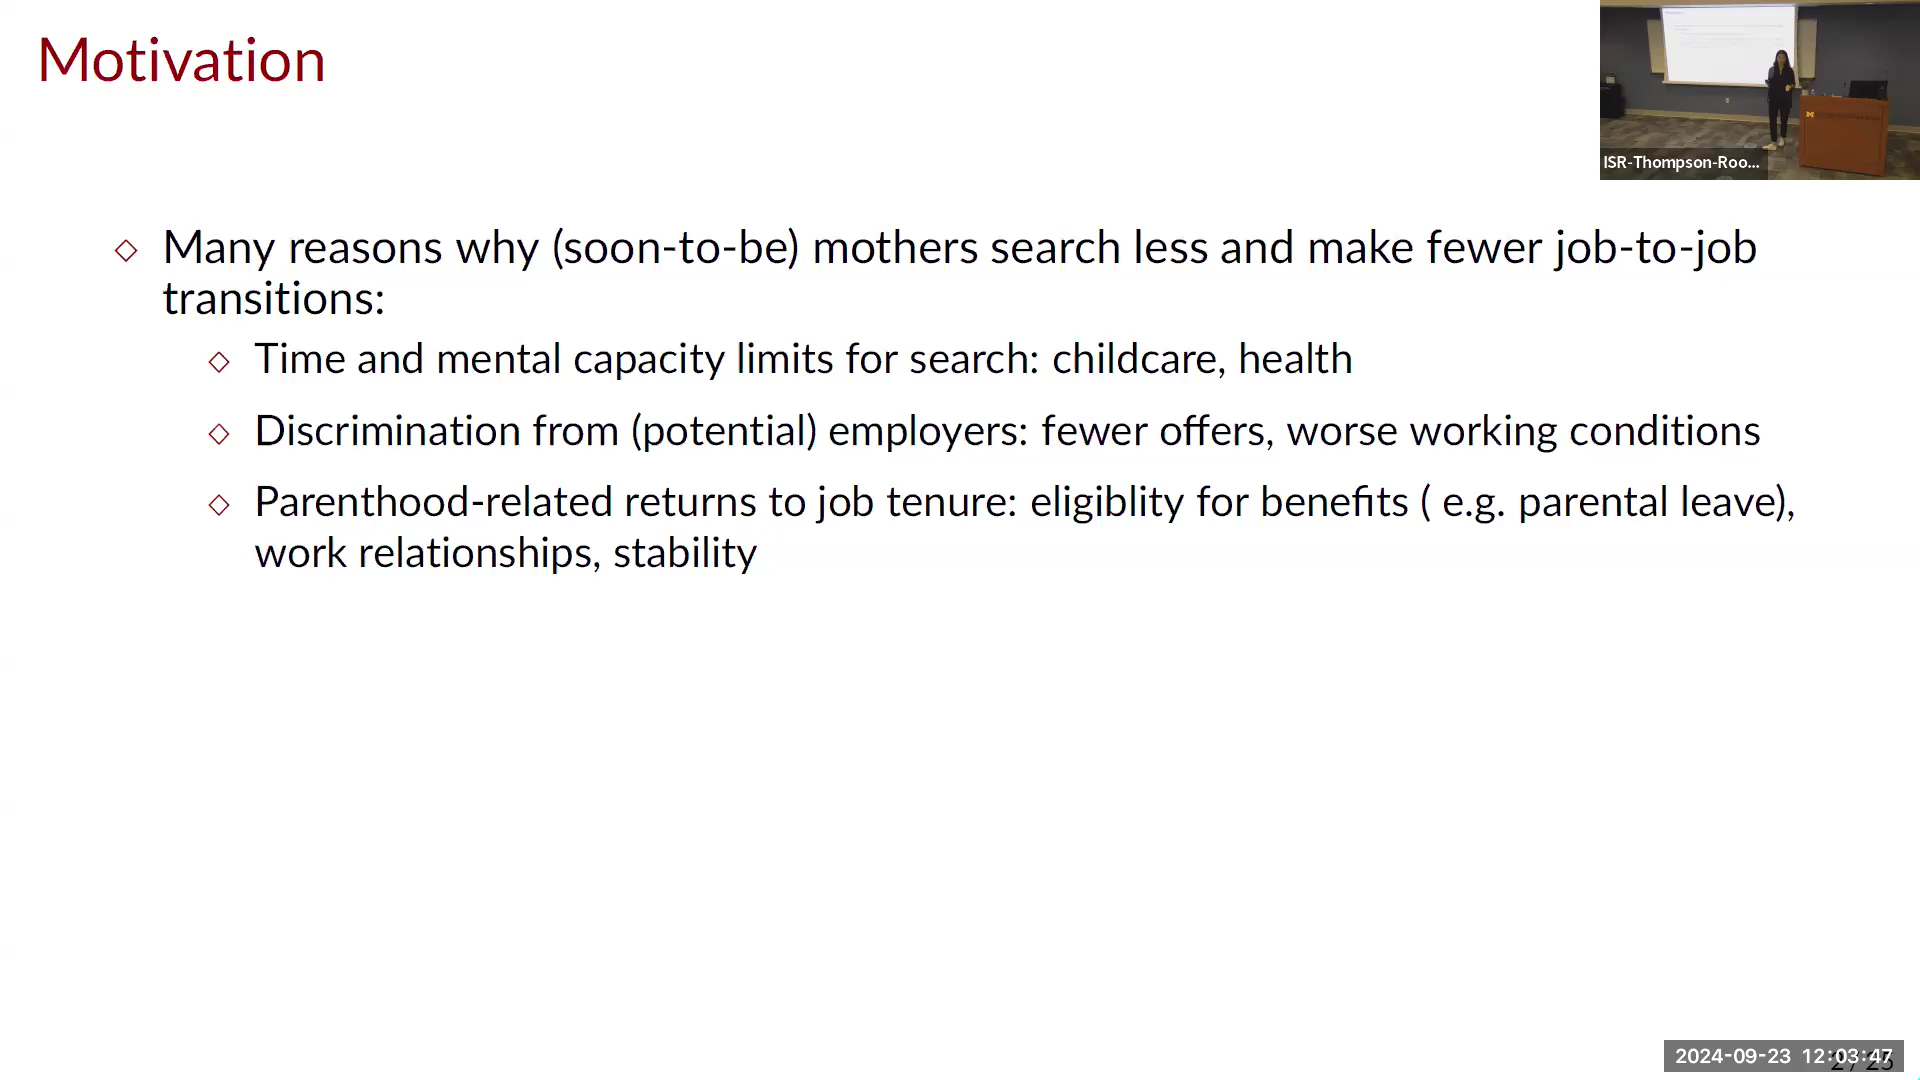 Motivation
ISR-Thompson-Roo...
◇ Many reasons why (soon-to-be) mothers search less and make fewer job-to-job
transitions:
◇ Time and mental capacity limits for search: childcare, health
◇ Discrimination from (potential) employers: fewer offers, worse working conditions
◇ Parenthood-related returns to job tenure: eligiblity for benefits ( e.g. parental leave),
work relationships, stability
2024-09-23 12:03:47